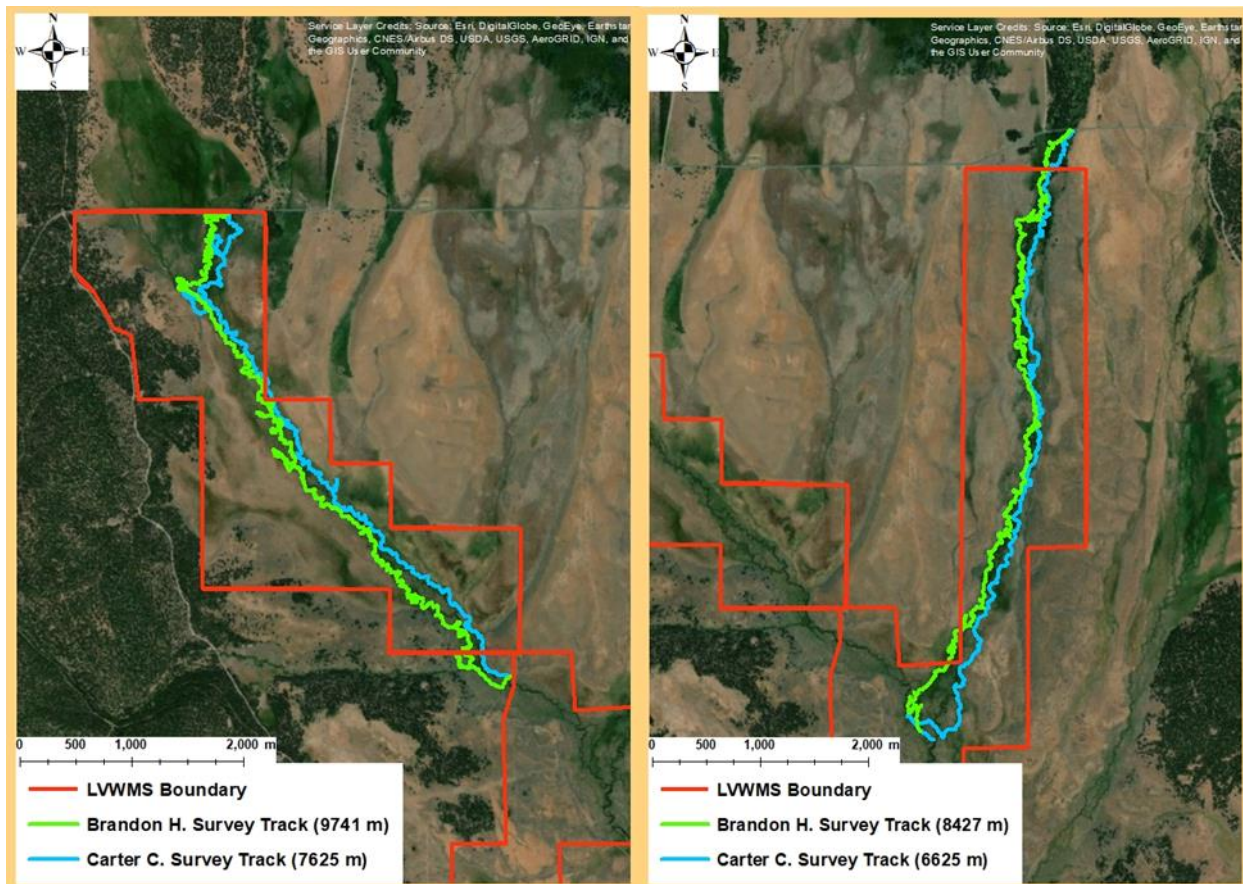 N
W E
S
Service Layer Credits: Source: Esri, DigitalGlobe, GeoEye, Earthstar
Geographics, CNES/Airbus DS, USDA, USGS, AeroGRID, IGN, and
the GIS User Community
0 500 1,000 2,000 m
LVWMS Boundary
Brandon H. Survey Track (9741 m)
Carter C. Survey Track (7625 m)
N
W E
S
Service Layer Credits: Source: Esri, DigitalGlobe, GeoEye, Earthstar
Geographics, CNES/Airbus DS, USDA, USGS, AeroGRID, IGN, and
the GIS User Community
0 500 1,000 2,000 m
LVWMS Boundary
Brandon H. Survey Track (8427 m)
Carter C. Survey Track (6625 m)